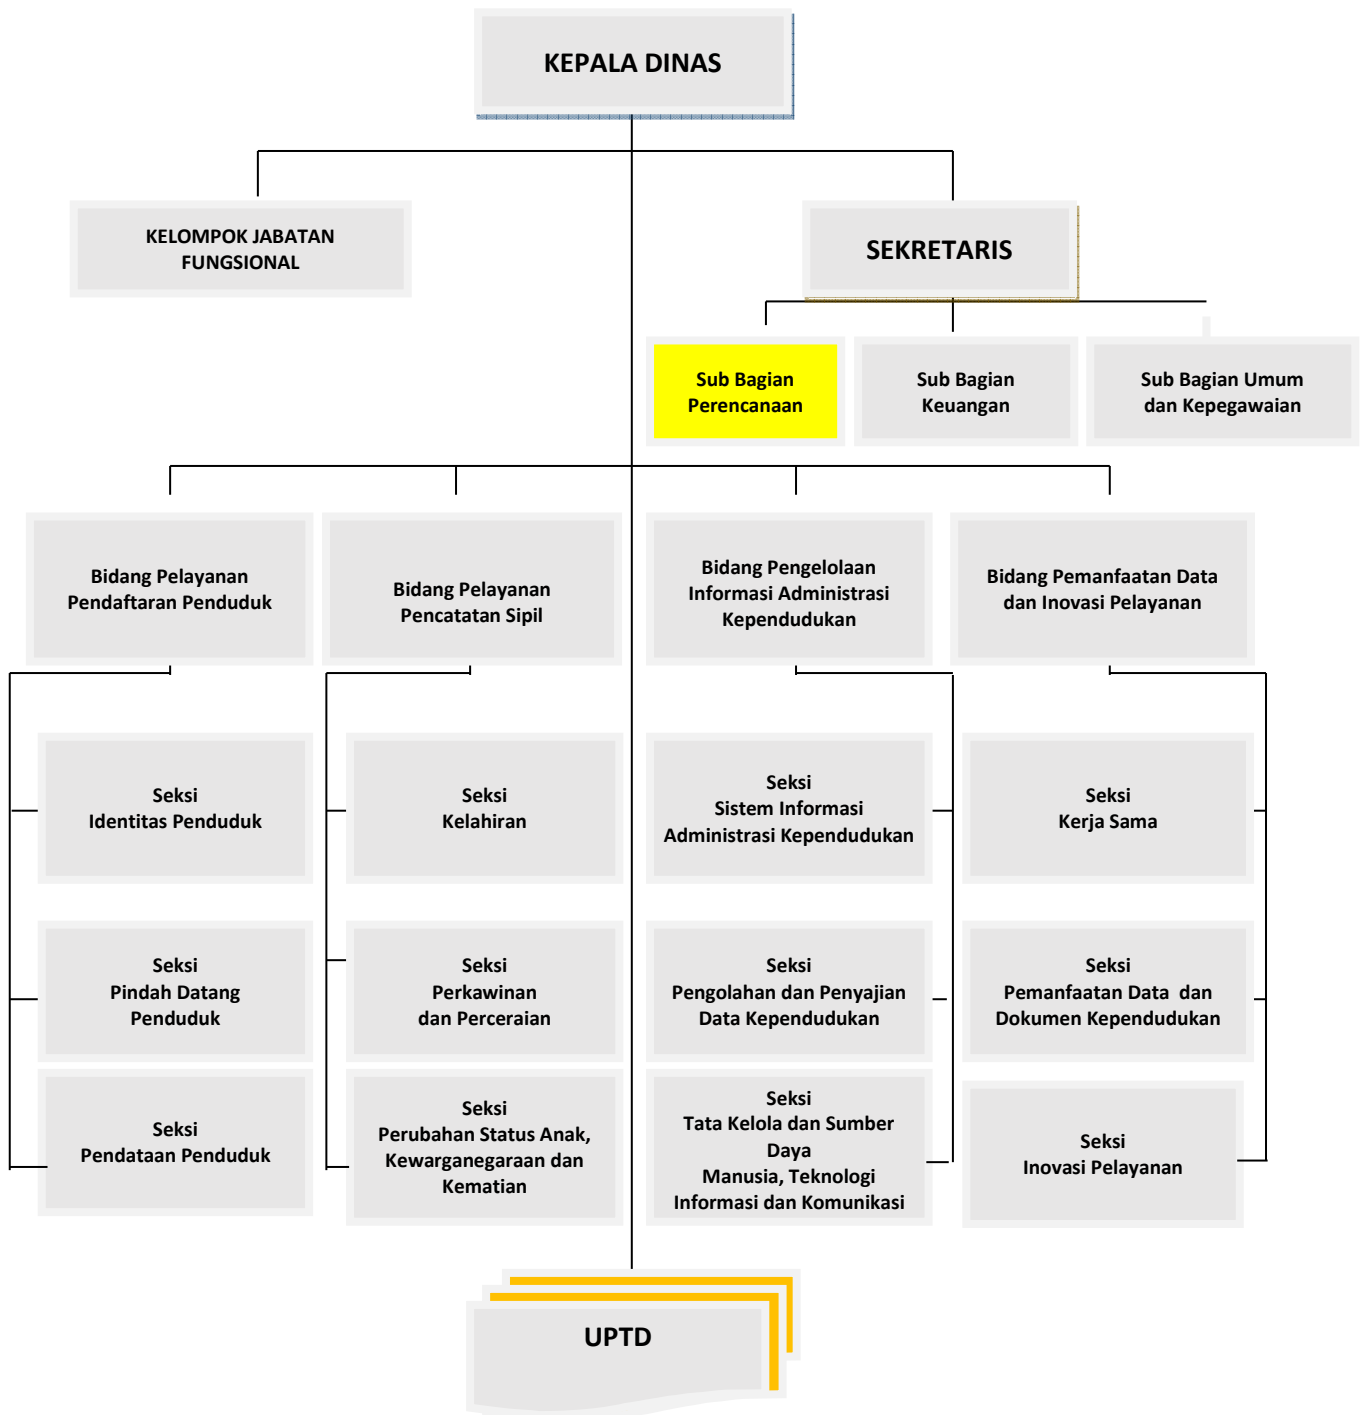 KEPALA DINAS
KELOMPOK JABATAN
FUNGSIONAL
SEKRETARIS
Sub Bagian
Perencanaan
Sub Bagian
Keuangan
Sub Bagian Umum
dan Kepegawaian
Bidang Pelayanan
Pendaftaran Penduduk
Bidang Pelayanan
Pencatatan Sipil
Bidang Pengelolaan
Informasi Administrasi
Kependudukan
Bidang Pemanfaatan Data
dan Inovasi Pelayanan
Seksi
Identitas Penduduk
Seksi
Kelahiran
Seksi
Sistem Informasi
Administrasi Kependudukan
Seksi
Kerja Sama
Seksi
Pindah Datang
Penduduk
Seksi
Perkawinan
dan Perceraian
Seksi
Pengolahan dan Penyajian
Data Kependudukan
Seksi
Pemanfaatan Data  dan
Dokumen Kependudukan
Seksi
Pendataan Penduduk
Seksi
Perubahan Status Anak,
Kewarganegaraan dan
Kematian
Seksi
Tata Kelola dan Sumber
Daya
Manusia, Teknologi
Informasi dan Komunikasi
Seksi
Inovasi Pelayanan
UPTD